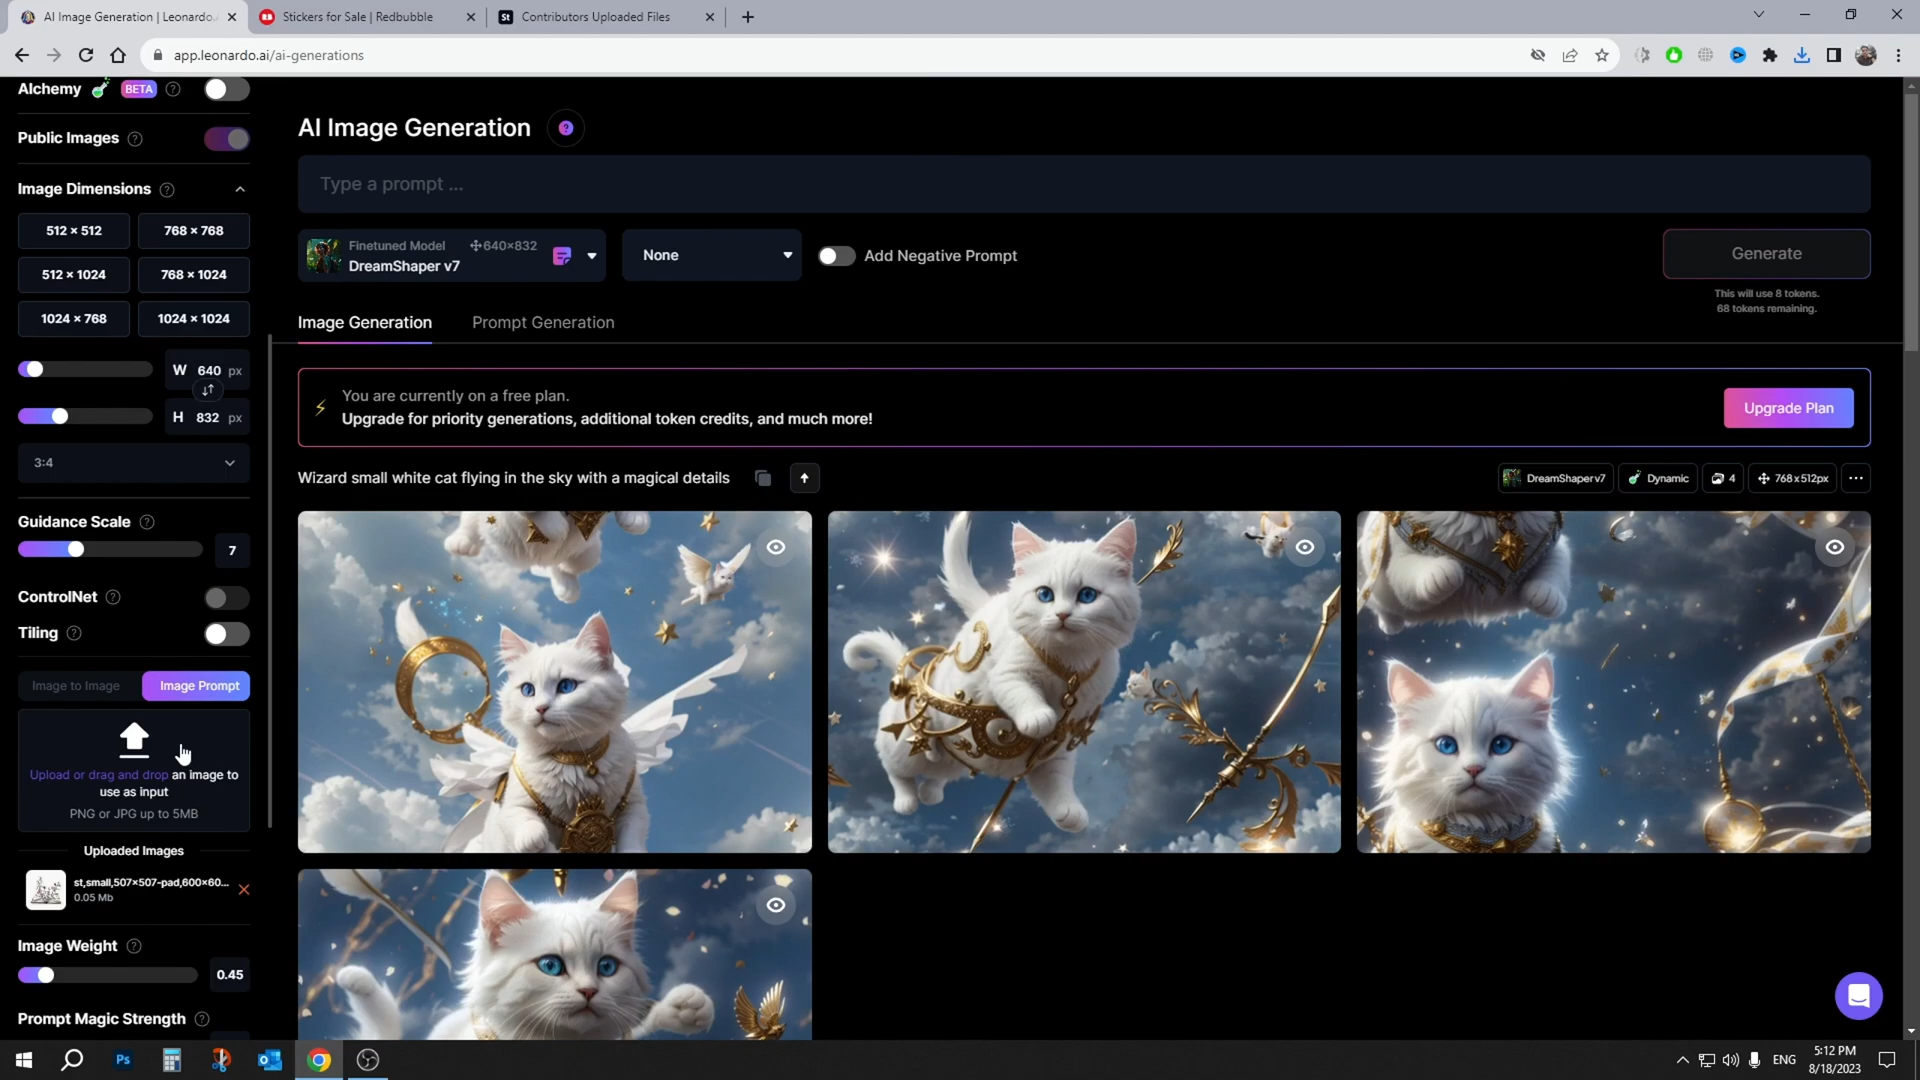 AI Image Generation | Leonardo.
Stickers for Sale | Redbubble
St
Contributors Uploaded Files
app.leonardo.ai/ai-generations
Alchemy
BETA
Public Images
Image Dimensions
512 × 512
768 × 768
512 × 1024
768 × 1024
1024 × 768
1024 × 1024
W 640 px
H 832 px
3:4
Guidance Scale
7
ControlNet
Tiling
Image to Image
Image Prompt
Upload or drag and drop an image to
use as input
PNG or JPG up to 5MB
Uploaded Images
st,small,507×507-pad,600×60...
0.05 Mb
Image Weight
0.45
Prompt Magic Strength
AI Image Generation
Type a prompt ...
Finetuned Model
640×832
DreamShaper v7
None
Add Negative Prompt
Generate
This will use 8 tokens.
68 tokens remaining.
Image Generation
Prompt Generation
You are currently on a free plan.
Upgrade for priority generations, additional token credits, and much more!
Upgrade Plan
Wizard small white cat flying in the sky with a magical details
DreamShaper v7
Dynamic
4
768x512px
Ps
ENG
5:12 PM
8/18/2023